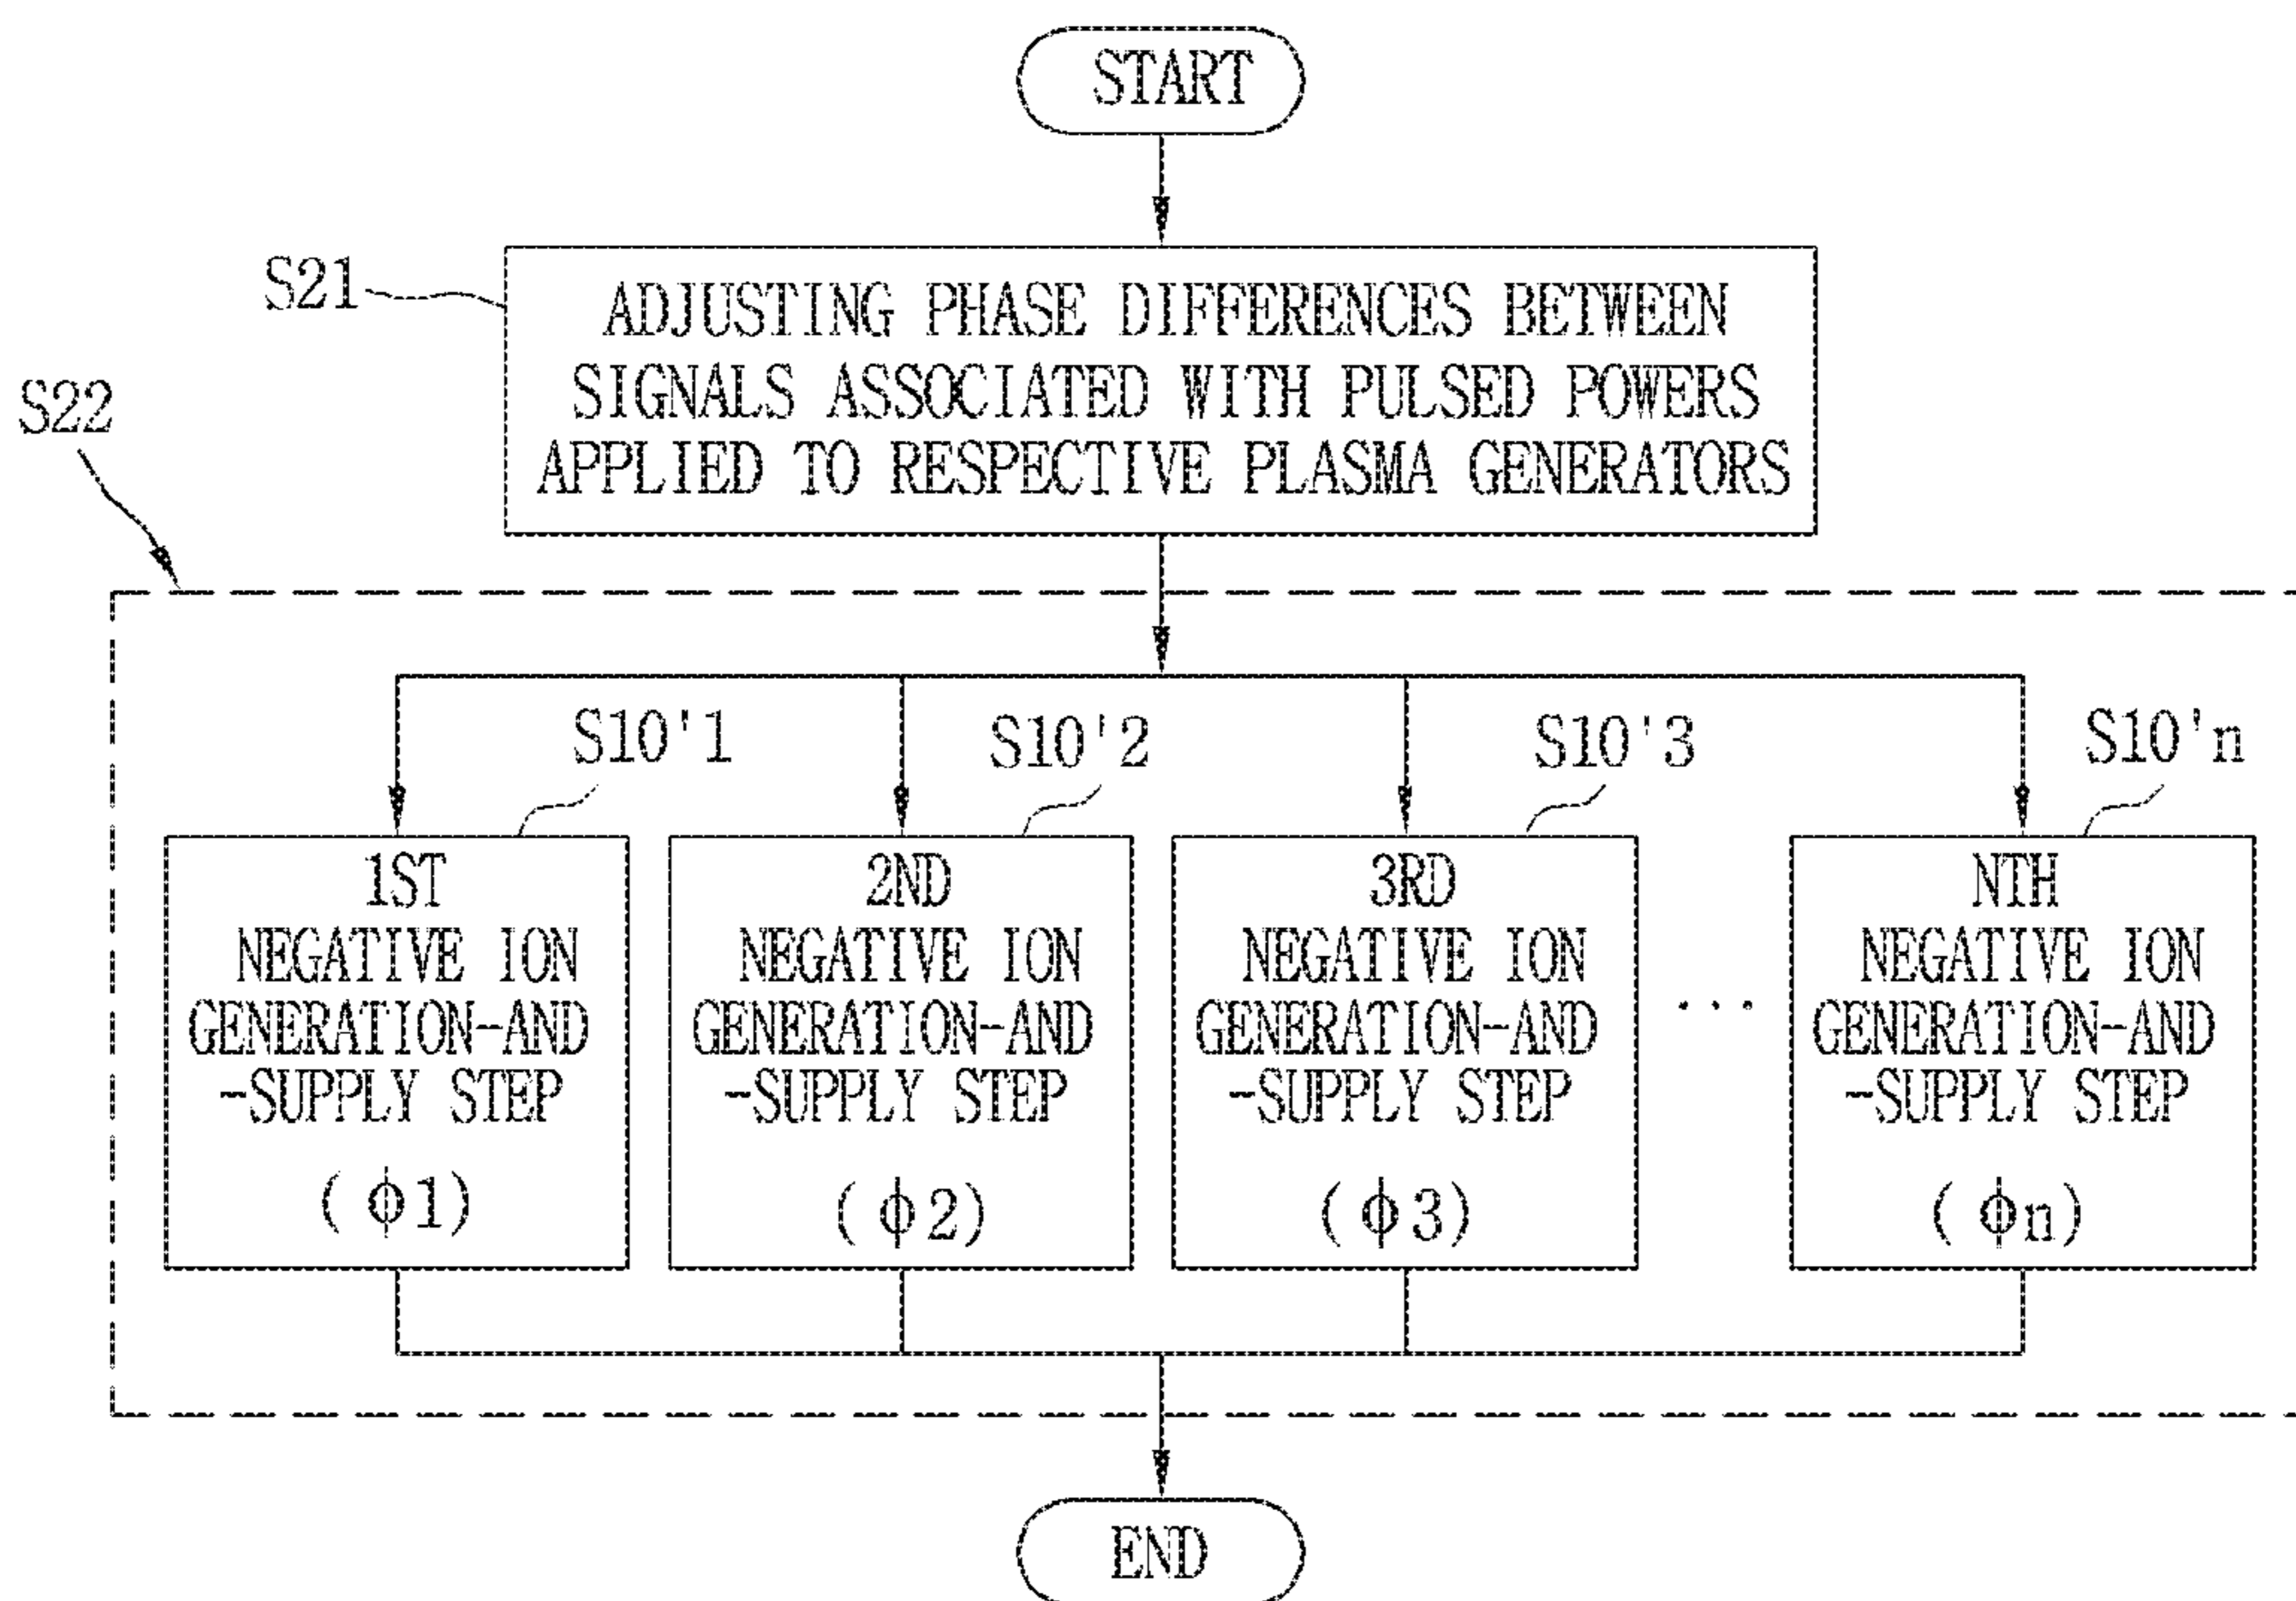 START
S21
ADJUSTING PHASE DIFFERENCES BETWEEN
SIGNALS ASSOCIATED WITH PULSED POWERS
APPLIED TO RESPECTIVE PLASMA GENERATORS
S22
S10'1
1ST
NEGATIVE ION
GENERATION-AND
-SUPPLY STEP
( ϕ1)
S10'2
2ND
NEGATIVE ION
GENERATION-AND
-SUPPLY STEP
( ϕ2)
S10'3
3RD
NEGATIVE ION
GENERATION-AND
-SUPPLY STEP
( ϕ3)
...
S10'n
NTH
NEGATIVE ION
GENERATION-AND
-SUPPLY STEP
( ϕn)
END